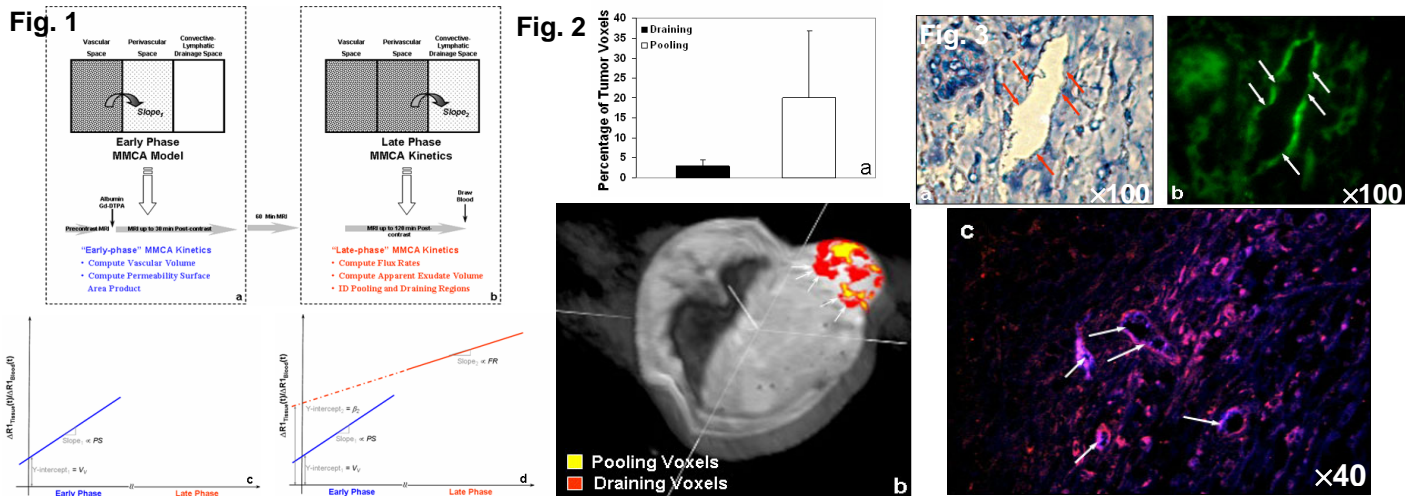 Fig. 1
Vascular
Space
Perivascular
Space
Convective-
Lymphatic
Drainage Space
Slope1
Early Phase
MMCA Model
Albumin
Gd-DTPA
Precontrast MRI
MRI up to 30 min Post-contrast
"Early-phase" MMCA Kinetics
• Compute Vascular Volume
• Compute Permeability Surface
Area Product
a
60 Min MRI
Vascular
Space
Perivascular
Space
Convective-
Lymphatic
Drainage Space
Slope2
Late Phase
MMCA Kinetics
Draw
Blood
MRI up to 120 min Post-
contrast
"Late-phase" MMCA Kinetics
• Compute Flux Rates
• Compute Apparent Exudate Volume
• ID Pooling and Draining Regions
b
ΔR1Tissue(t)/ΔR1Blood(t)
Slope1 ∝ PS
Y-intercept1 = VV
c
Early Phase
//
Late Phase
ΔR1Tissue(t)/ΔR1Blood(t)
Slope2 ∝ FR
Y-intercept2 = β2
Slope1 ∝ PS
Y-intercept1 = VV
d
Early Phase
//
Late Phase
Fig. 2
Percentage of Tumor Voxels
40
35
30
25
20
15
10
5
0
Draining
Pooling
a
Pooling Voxels
Draining Voxels
b
Fig. 3
a
×100
b
×100
c
×40